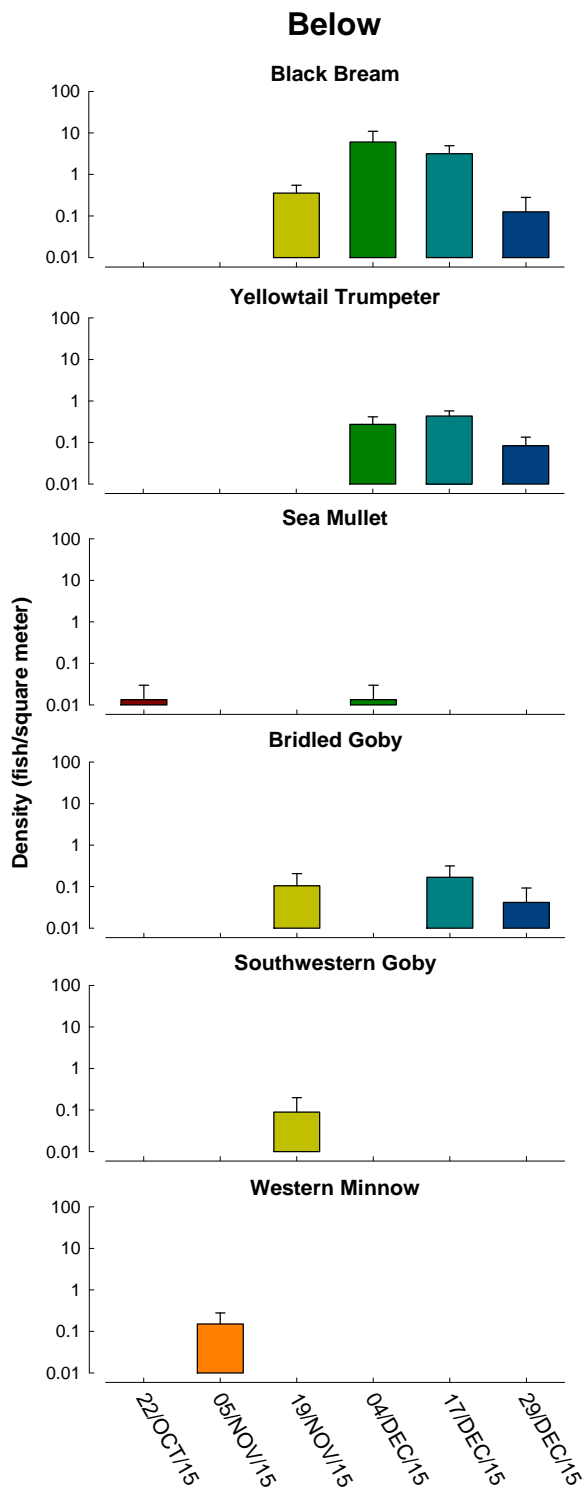 Below
Black Bream
100
10
1
0.1
0.01
Yellowtail Trumpeter
100
10
1
0.1
0.01
Sea Mullet
100
10
1
0.1
0.01
Density (fish/square meter)
Bridled Goby
100
10
1
0.1
0.01
Southwestern Goby
100
10
1
0.1
0.01
Western Minnow
100
10
1
0.1
0.01
22/OCT/15
05/NOV/15
19/NOV/15
04/DEC/15
17/DEC/15
29/DEC/15